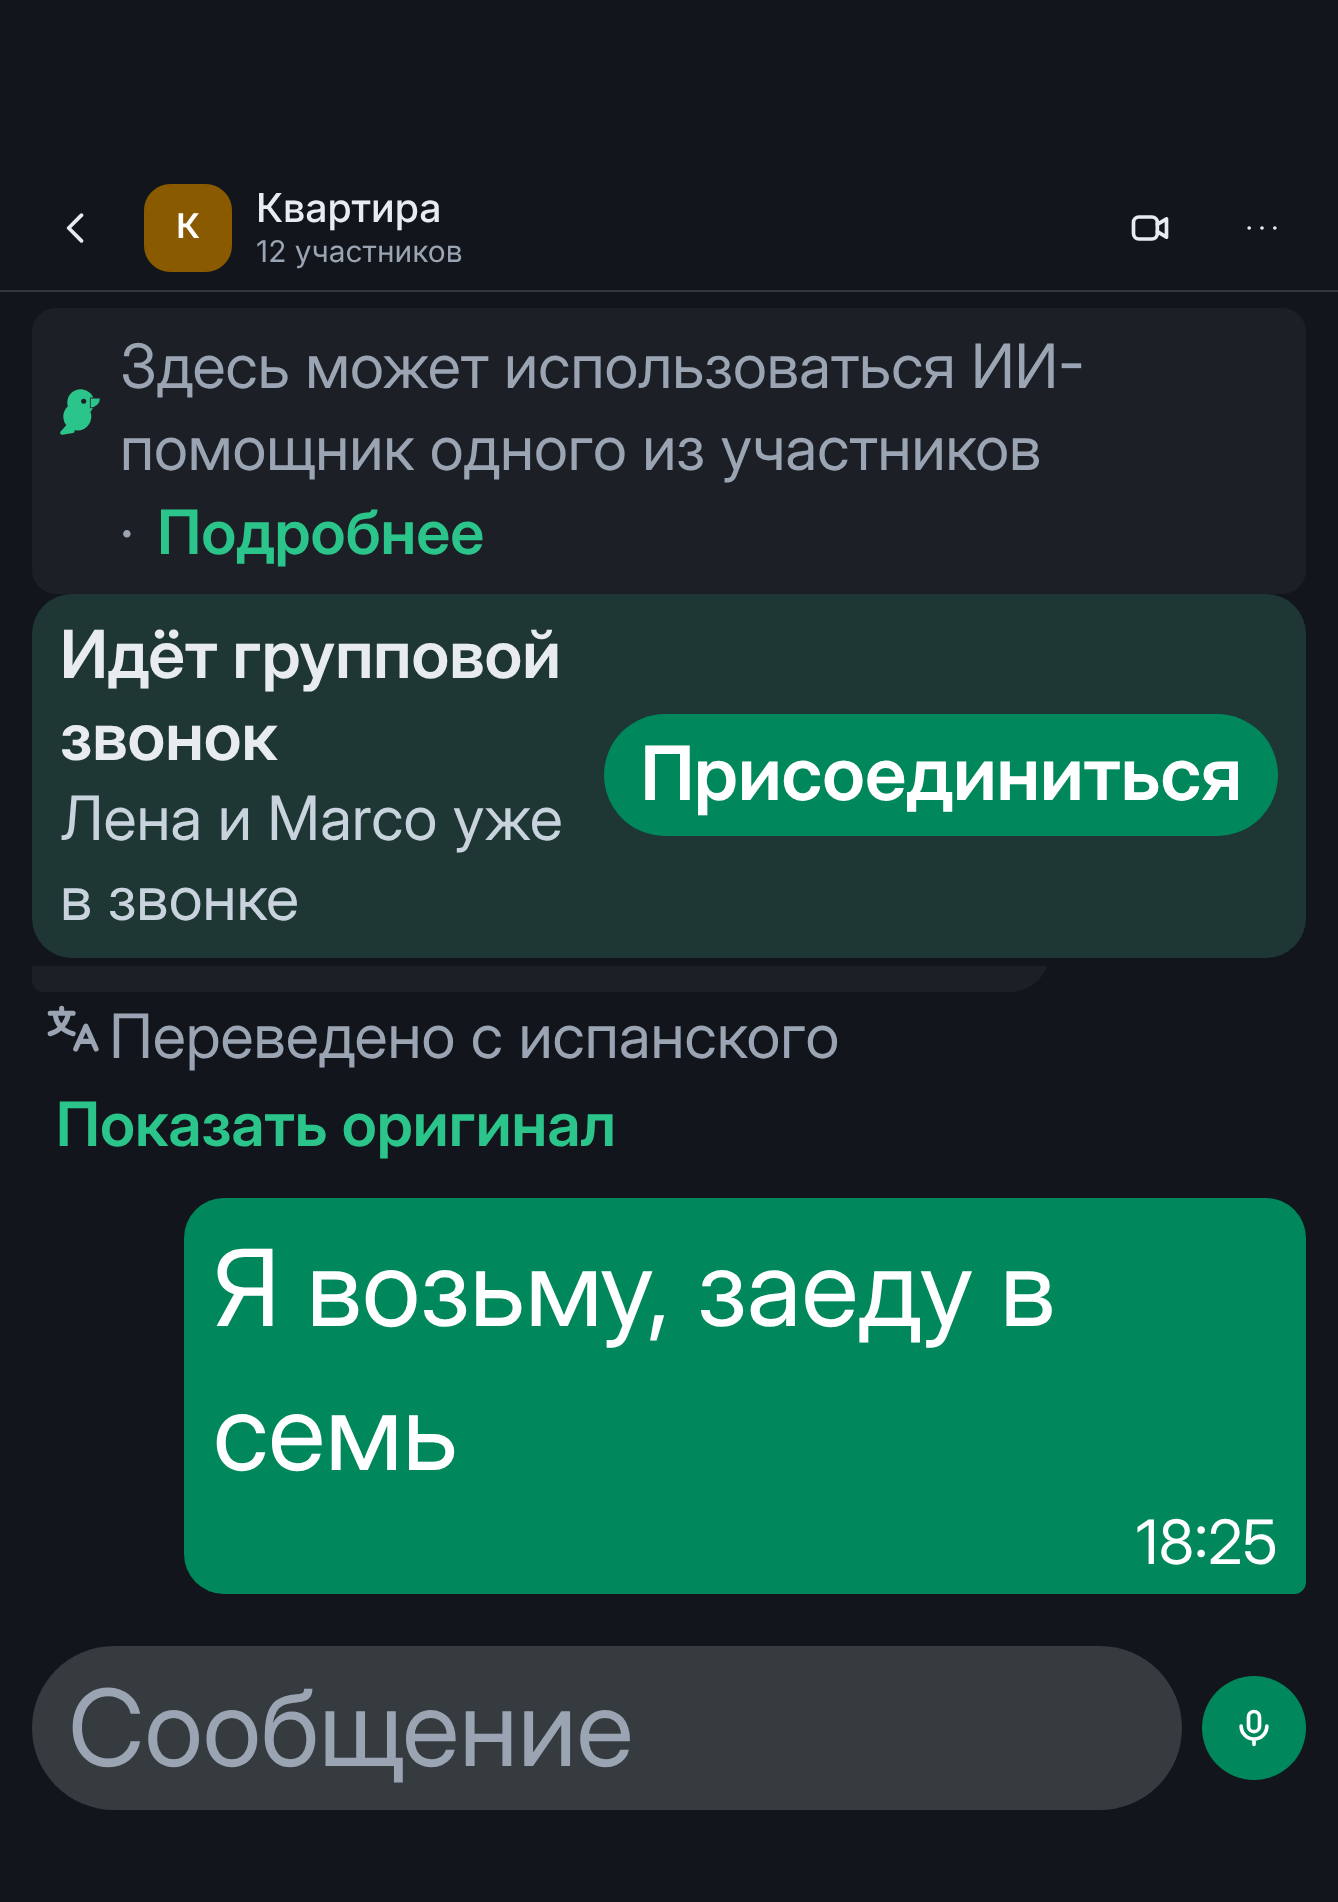 К
Квартира
12 участников
Здесь может использоваться ИИ-
помощник одного из участников
· Подробнее
Идёт групповой
звонок
Лена и Marco уже
в звонке
Присоединиться
Переведено с испанского
Показать оригинал
Я возьму, заеду в
семь
18:25
Сообщение